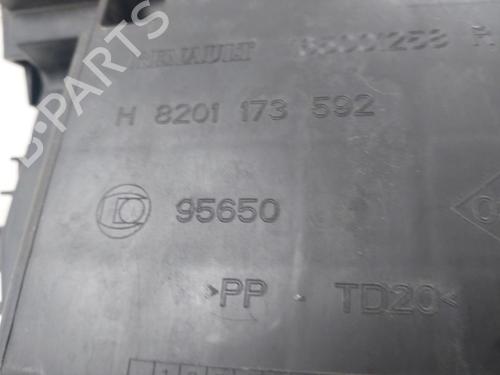 RENAULT
H 8201 173 592
95650
>PP - TD20<
B-PARTS